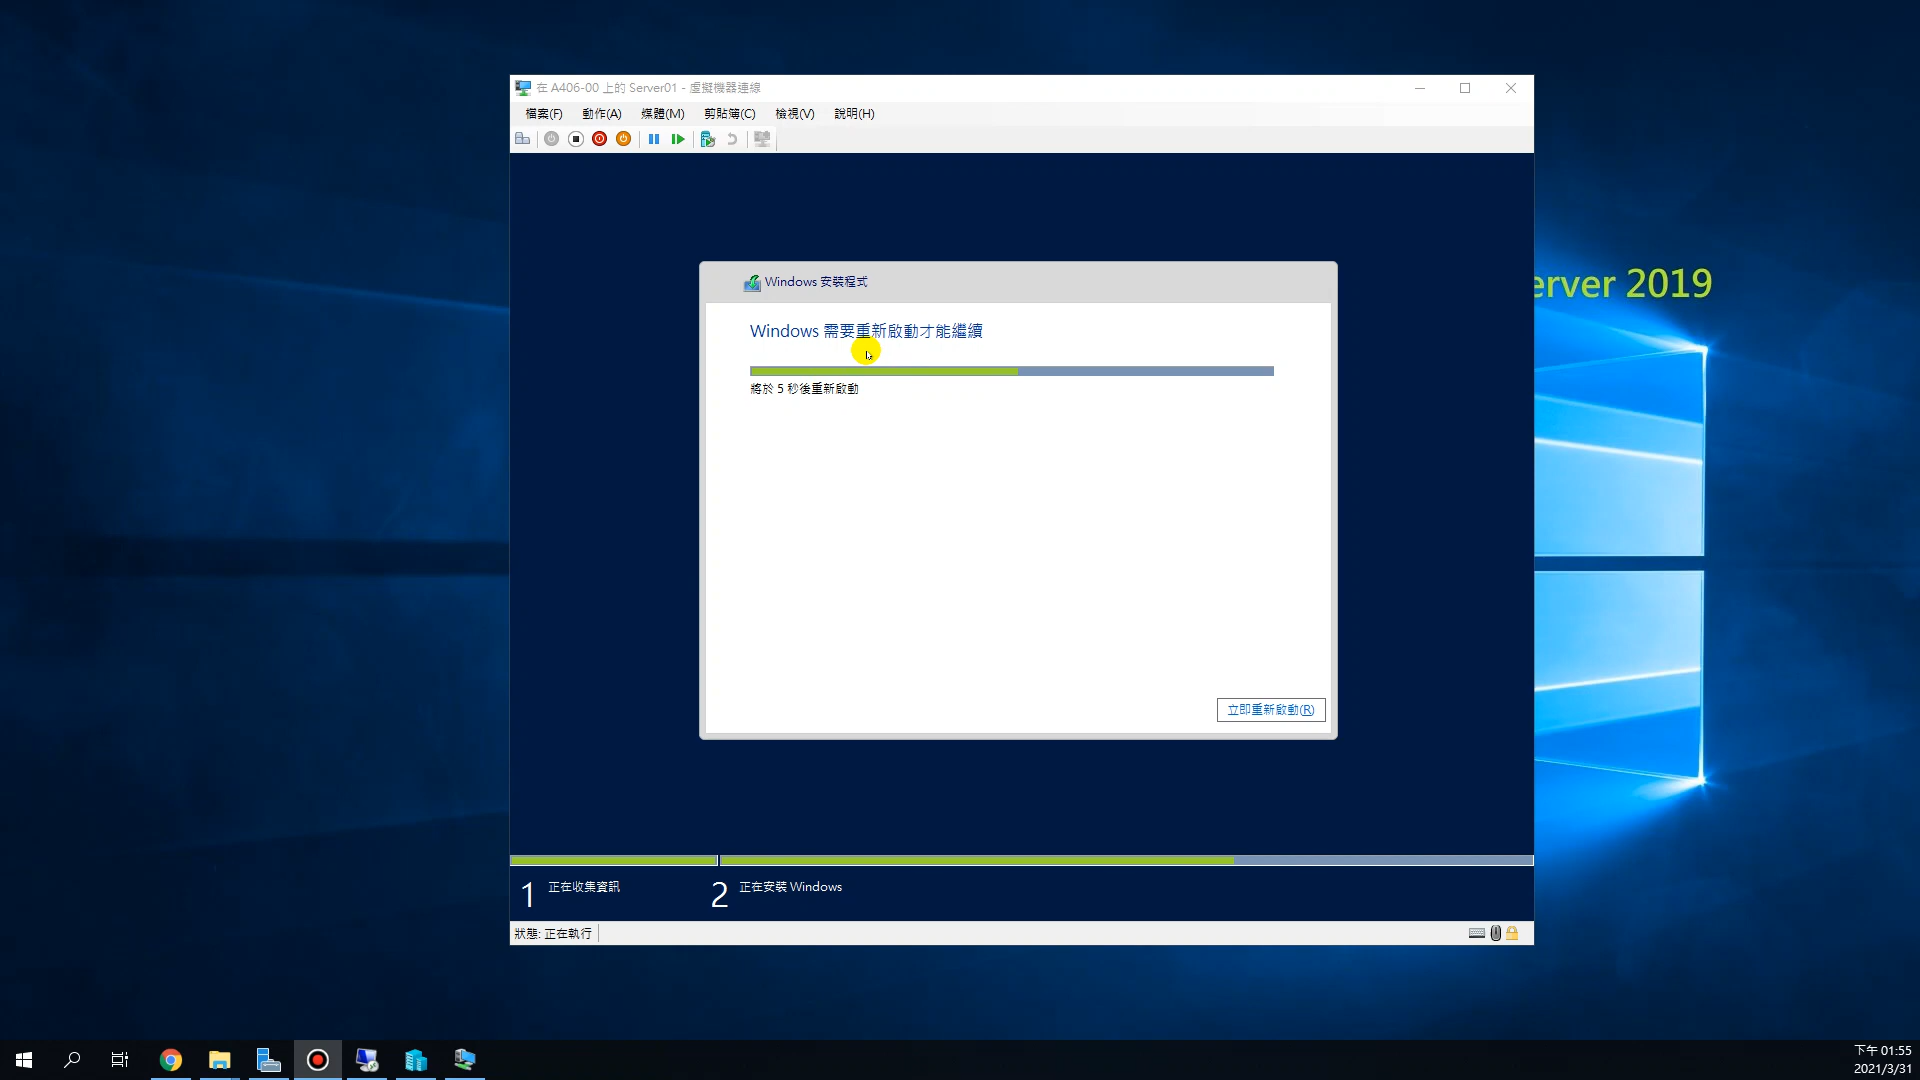 在 A406-00 上的 Server01 - 虛擬機器連線
檔案(F) 動作(A) 媒體(M) 剪貼簿(C) 檢視(V) 說明(H)
Windows 安裝程式
erver 2019
Windows 需要重新啟動才能繼續
將於 5 秒後重新啟動
立即重新啟動(R)
1 正在收集資訊 2 正在安裝 Windows
狀態: 正在執行
下午 01:55
2021/3/31